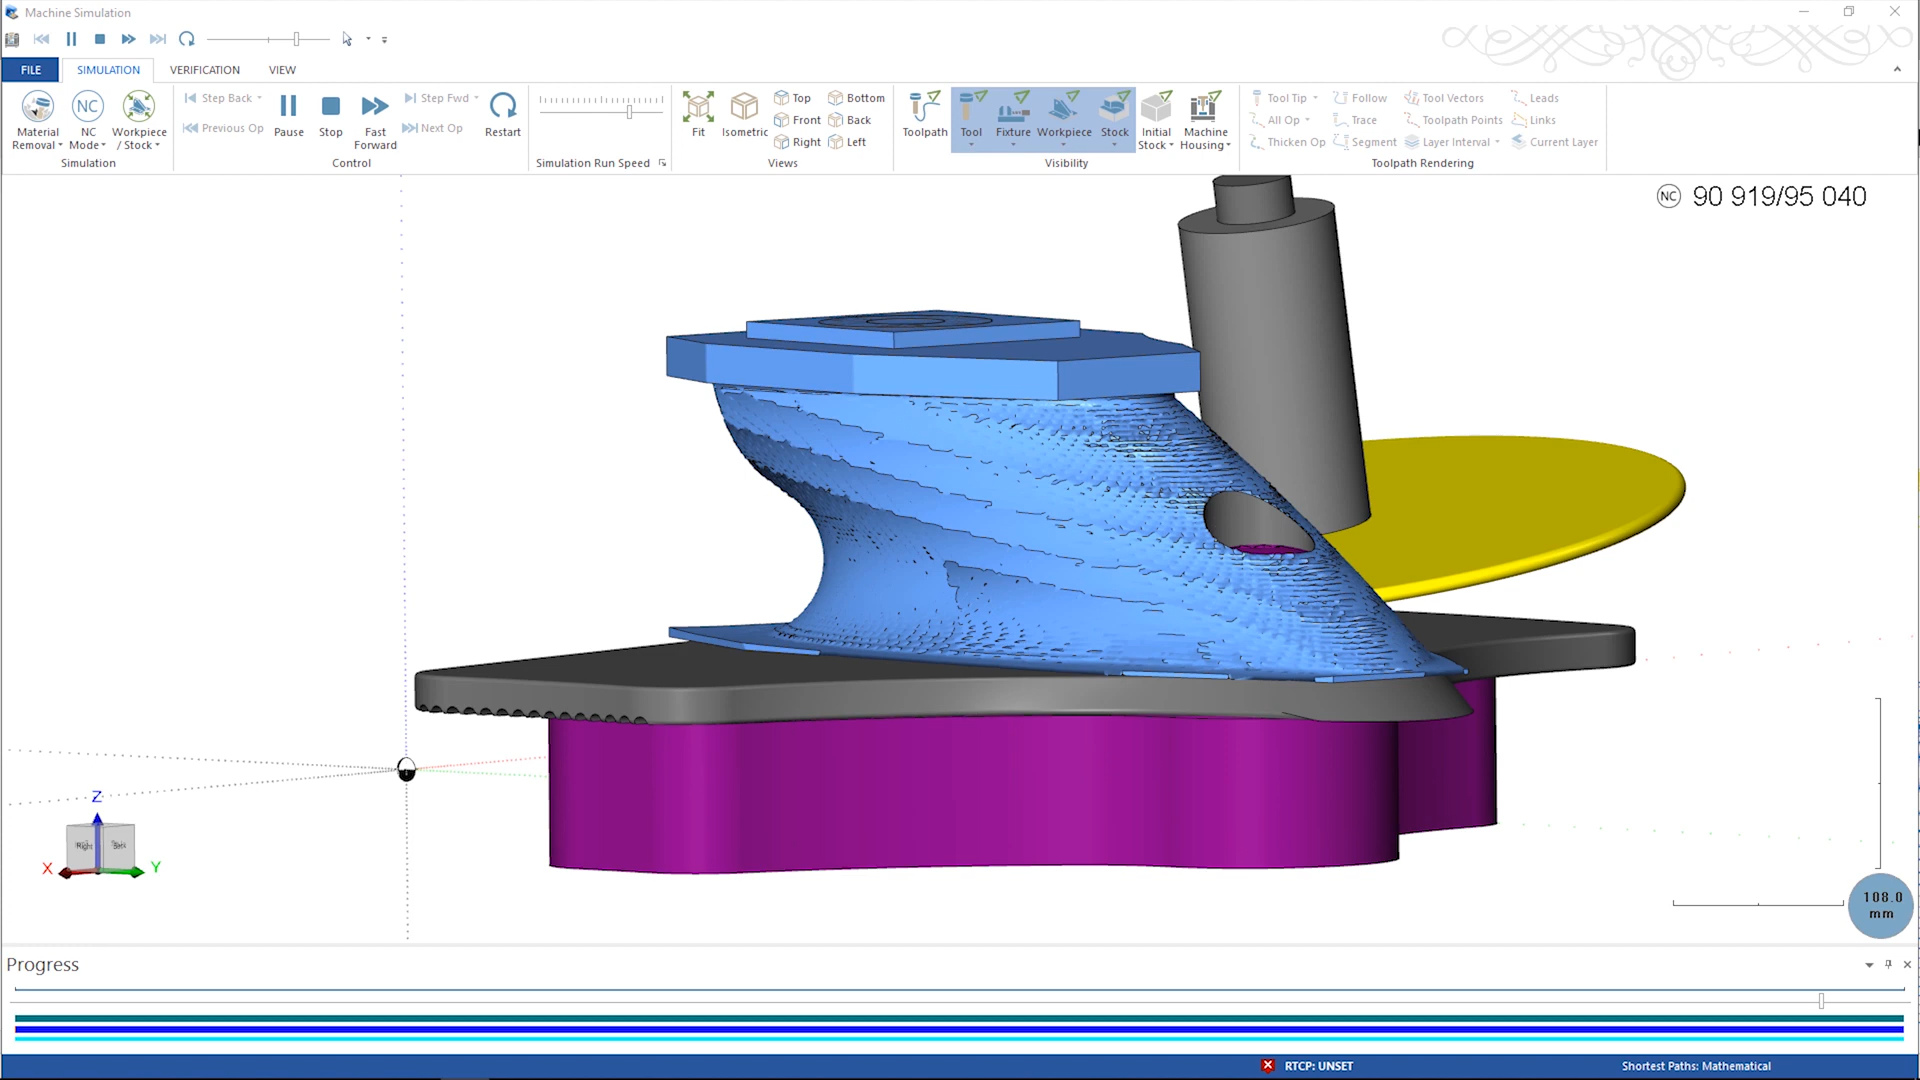 Machine Simulation
FILE SIMULATION VERIFICATION VIEW
Material Removal
NC Mode
Workpiece / Stock
Simulation
Step Back
Previous Op
Pause
Stop
Fast Forward
Step Fwd
Next Op
Restart
Control
Simulation Run Speed
Fit
Isometric
Top
Front
Right
Bottom
Back
Left
Views
Toolpath
Tool
Fixture
Workpiece
Stock
Initial Stock
Machine Housing
Visibility
Tool Tip
All Op
Thicken Op
Follow
Trace
Segment
Tool Vectors
Toolpath Points
Layer Interval
Leads
Links
Current Layer
Toolpath Rendering
NC 90 919/95 040
Z
Right
X
Y
108.0
mm
Progress
RTCP: UNSET
Shortest Paths: Mathematical